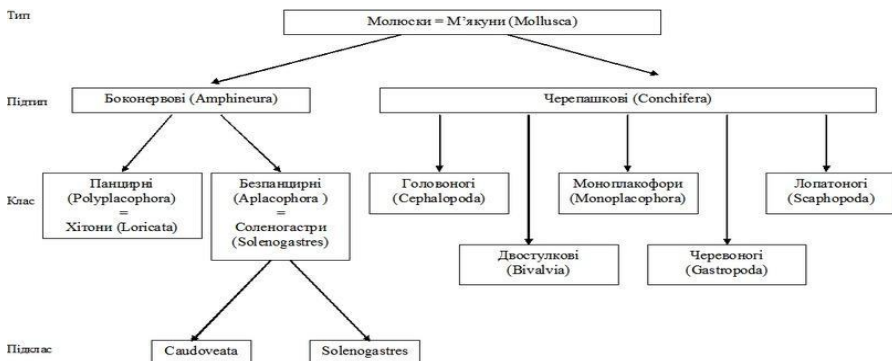 Тип
Молюски = М’якуни (Mollusca)
Підтип
Боконервові (Amphineura)
Черепашкові (Conchifera)
Клас
Панцирні
(Polyplacophora)
=
Хітони (Loricata)
Безпанцирні
(Aplacophora )
=
Соленогастри
(Solenogastres)
Головоногі
(Cephalopoda)
Моноплакофори
(Monoplacophora)
Лопатоногі
(Scaphopoda)
Двостулкові
(Bivalvia)
Черевоногі
(Gastropoda)
Підклас
Caudoveata
Solenogastres